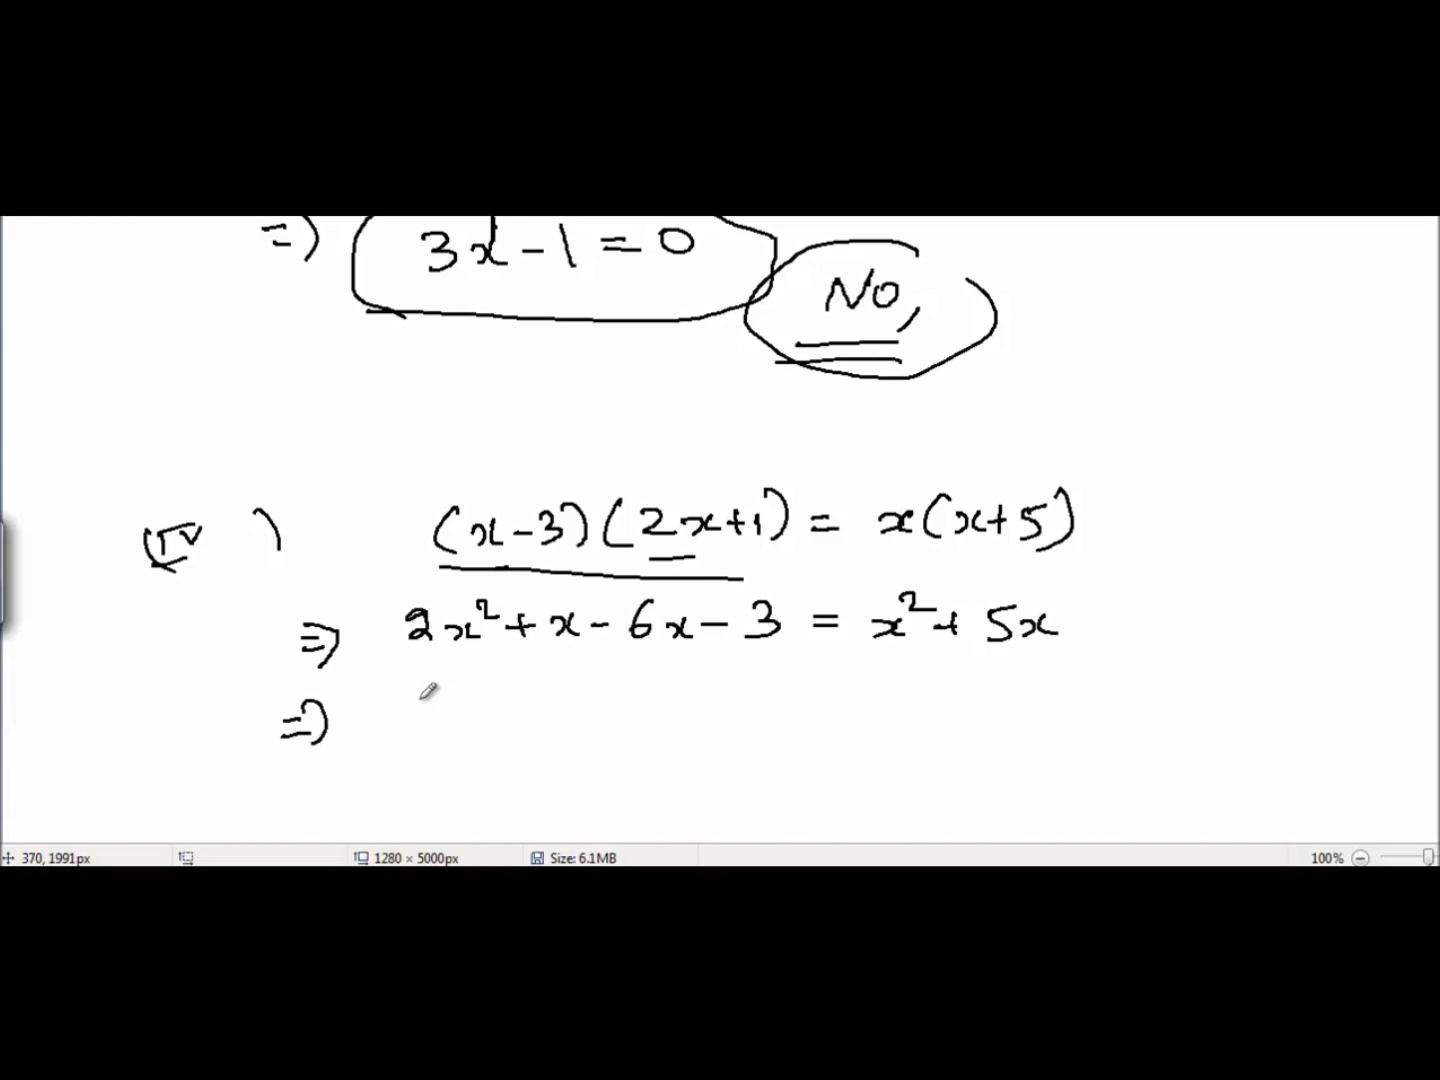 => 3x-1=0
No,
(iv) (x-3)(2x+1) = x(x+5)
=> 2x²+x-6x-3 = x²+5x
=>
370, 1991px 1280 × 5000px Size: 6.1MB 100%